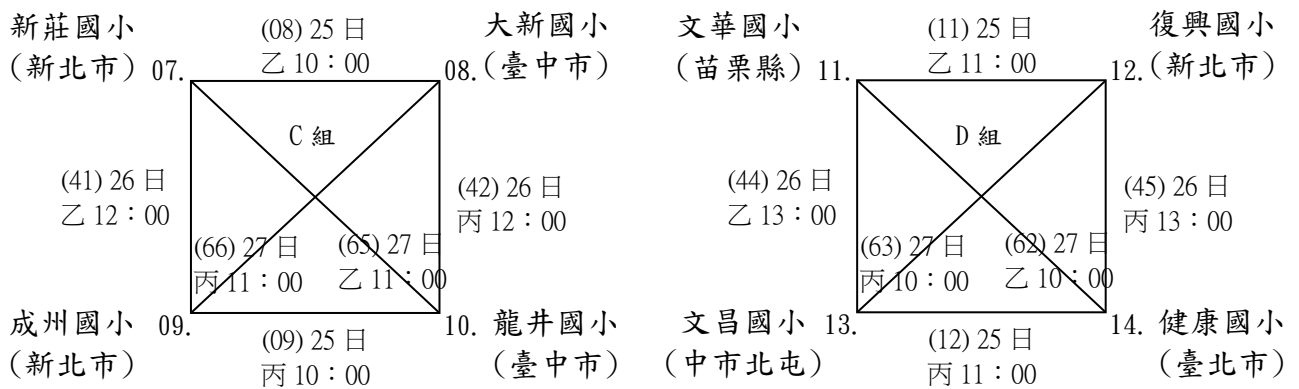 新莊國小
(新北市) 07.
(08) 25 日
乙 10：00
大新國小
08.(臺中市)
C 組
(41) 26 日
乙 12：00
(42) 26 日
丙 12：00
(66) 27 日
丙 11：00
(65) 27 日
乙 11：00
成州國小 09.
(新北市)
(09) 25 日
丙 10：00
10. 龍井國小
(臺中市)
文華國小
(苗栗縣) 11.
(11) 25 日
乙 11：00
復興國小
12.(新北市)
D 組
(44) 26 日
乙 13：00
(45) 26 日
丙 13：00
(63) 27 日
丙 10：00
(62) 27 日
乙 10：00
文昌國小 13.
(中市北屯)
(12) 25 日
丙 11：00
14. 健康國小
(臺北市)